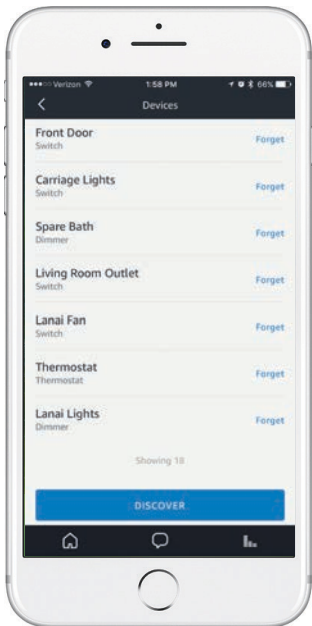 Verizon 1:58 PM 66%
Devices
Front Door
Switch
Forget
Carriage Lights
Switch
Forget
Spare Bath
Dimmer
Forget
Living Room Outlet
Switch
Forget
Lanai Fan
Switch
Forget
Thermostat
Thermostat
Forget
Lanai Lights
Dimmer
Forget
Showing 18
DISCOVER